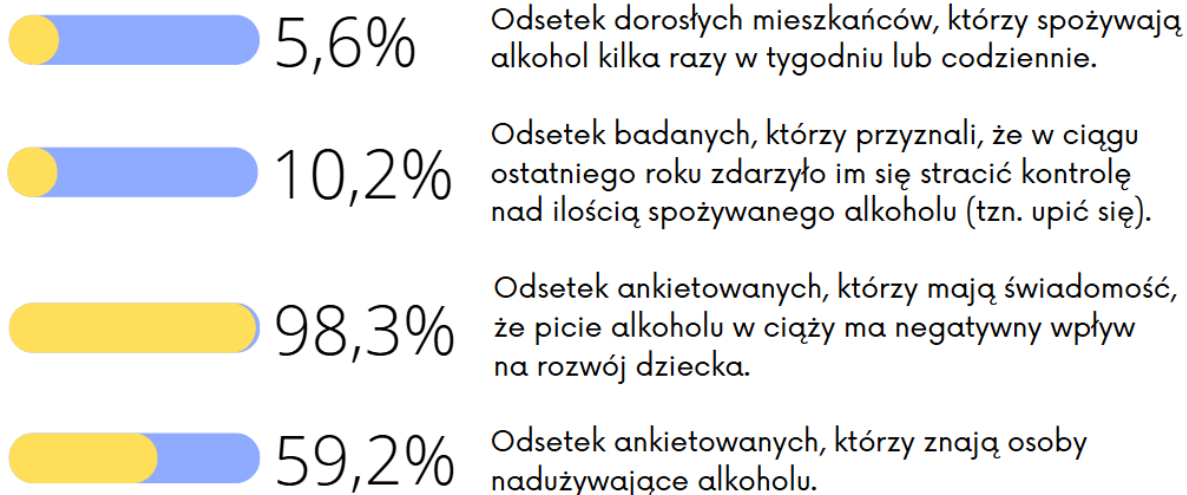 5,6%
Odsetek dorosłych mieszkańców, którzy spożywają
alkohol kilka razy w tygodniu lub codziennie.
10,2%
Odsetek badanych, którzy przyznali, że w ciągu
ostatniego roku zdarzyło im się stracić kontrolę
nad ilością spożywanego alkoholu (tzn. upić się).
98,3%
Odsetek ankietowanych, którzy mają świadomość,
że picie alkoholu w ciąży ma negatywny wpływ
na rozwój dziecka.
59,2%
Odsetek ankietowanych, którzy znają osoby
nadużywające alkoholu.